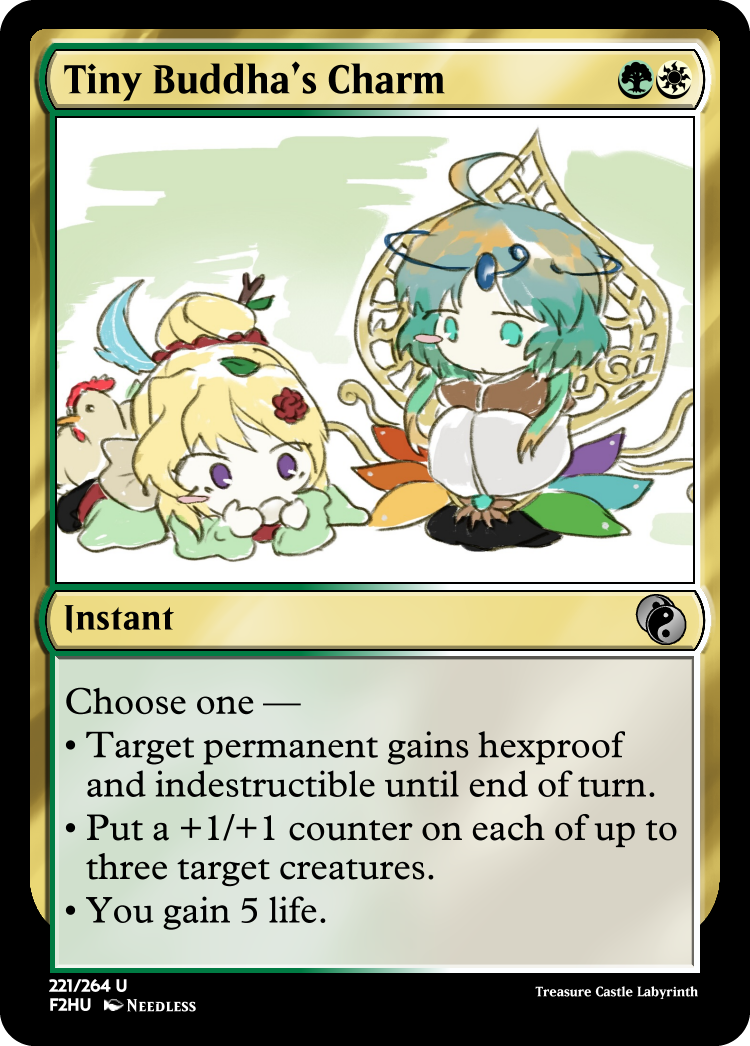 Tiny Buddha's Charm
Instant
Choose one —
• Target permanent gains hexproof
and indestructible until end of turn.
• Put a +1/+1 counter on each of up to
three target creatures.
• You gain 5 life.
221/264 U
F2HU NEEDLESS
Treasure Castle Labyrinth